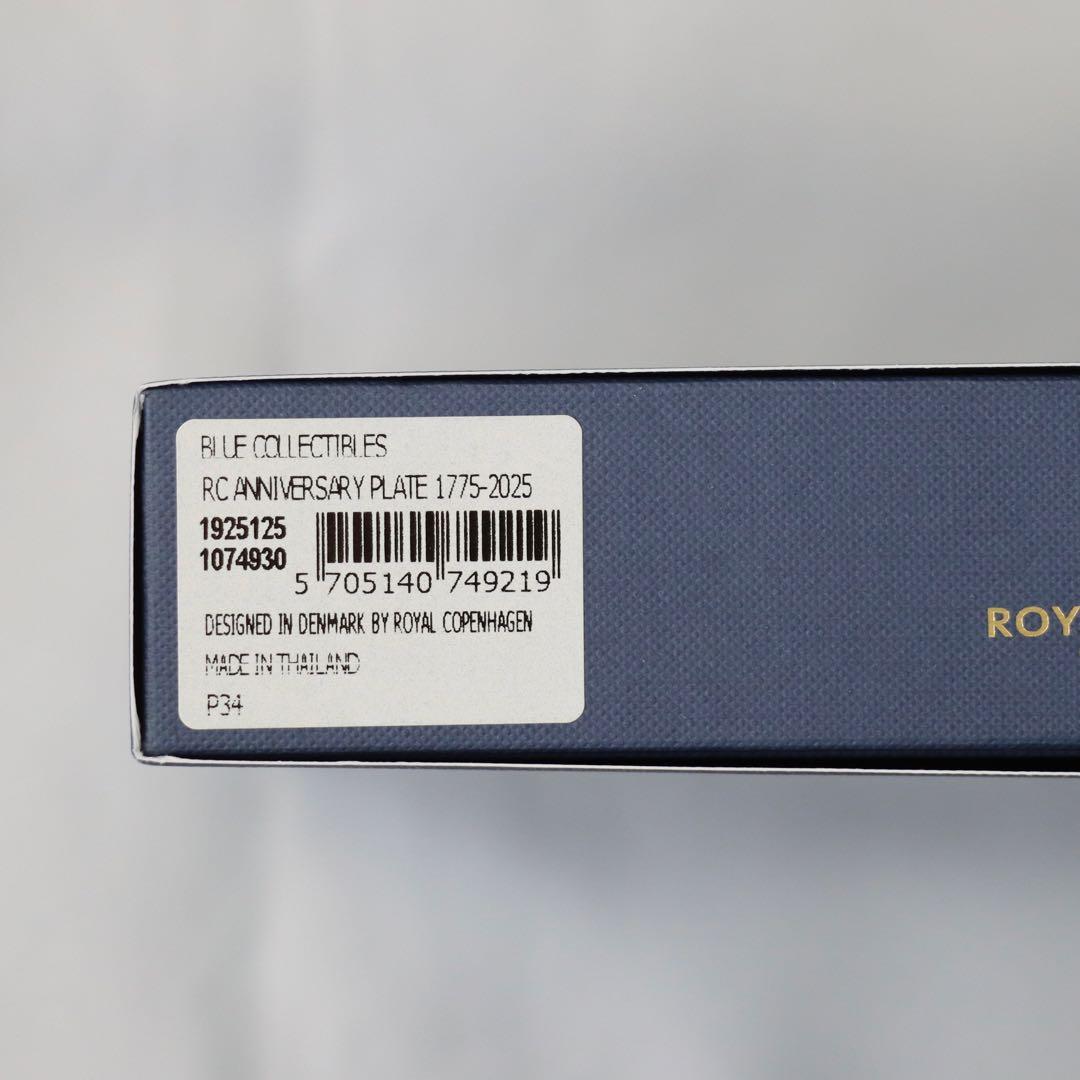 BLUE COLLECTIBLES
RC ANNIVERSARY PLATE 1775-2025
1925125
1074930
5 705140 749219
DESIGNED IN DENMARK BY ROYAL COPENHAGEN
MADE IN THAILAND
P34
ROY